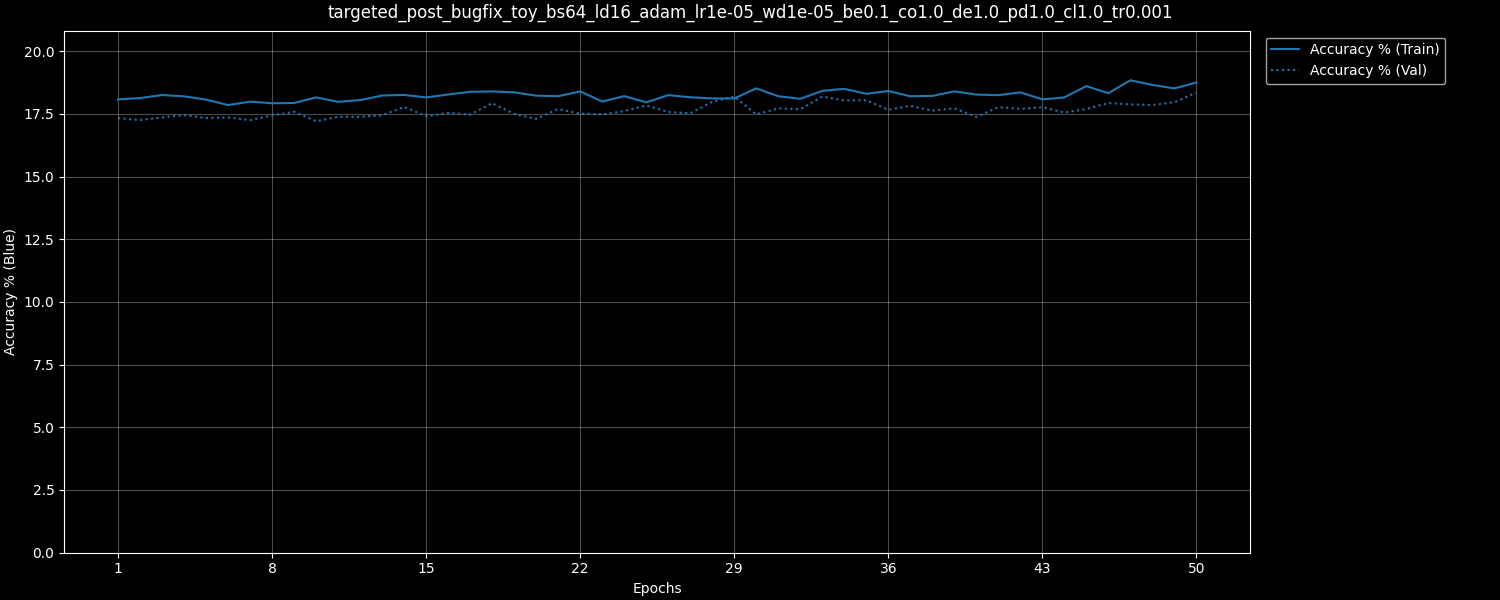 targeted_post_bugfix_toy_bs64_ld16_adam_lr1e-05_wd1e-05_be0.1_co1.0_de1.0_pd1.0_cl1.0_tr0.001
Accuracy % (Train)
Accuracy % (Val)
20.0
17.5
15.0
12.5
10.0
7.5
5.0
2.5
0.0
Accuracy % (Blue)
1 8 15 22 29 36 43 50
Epochs